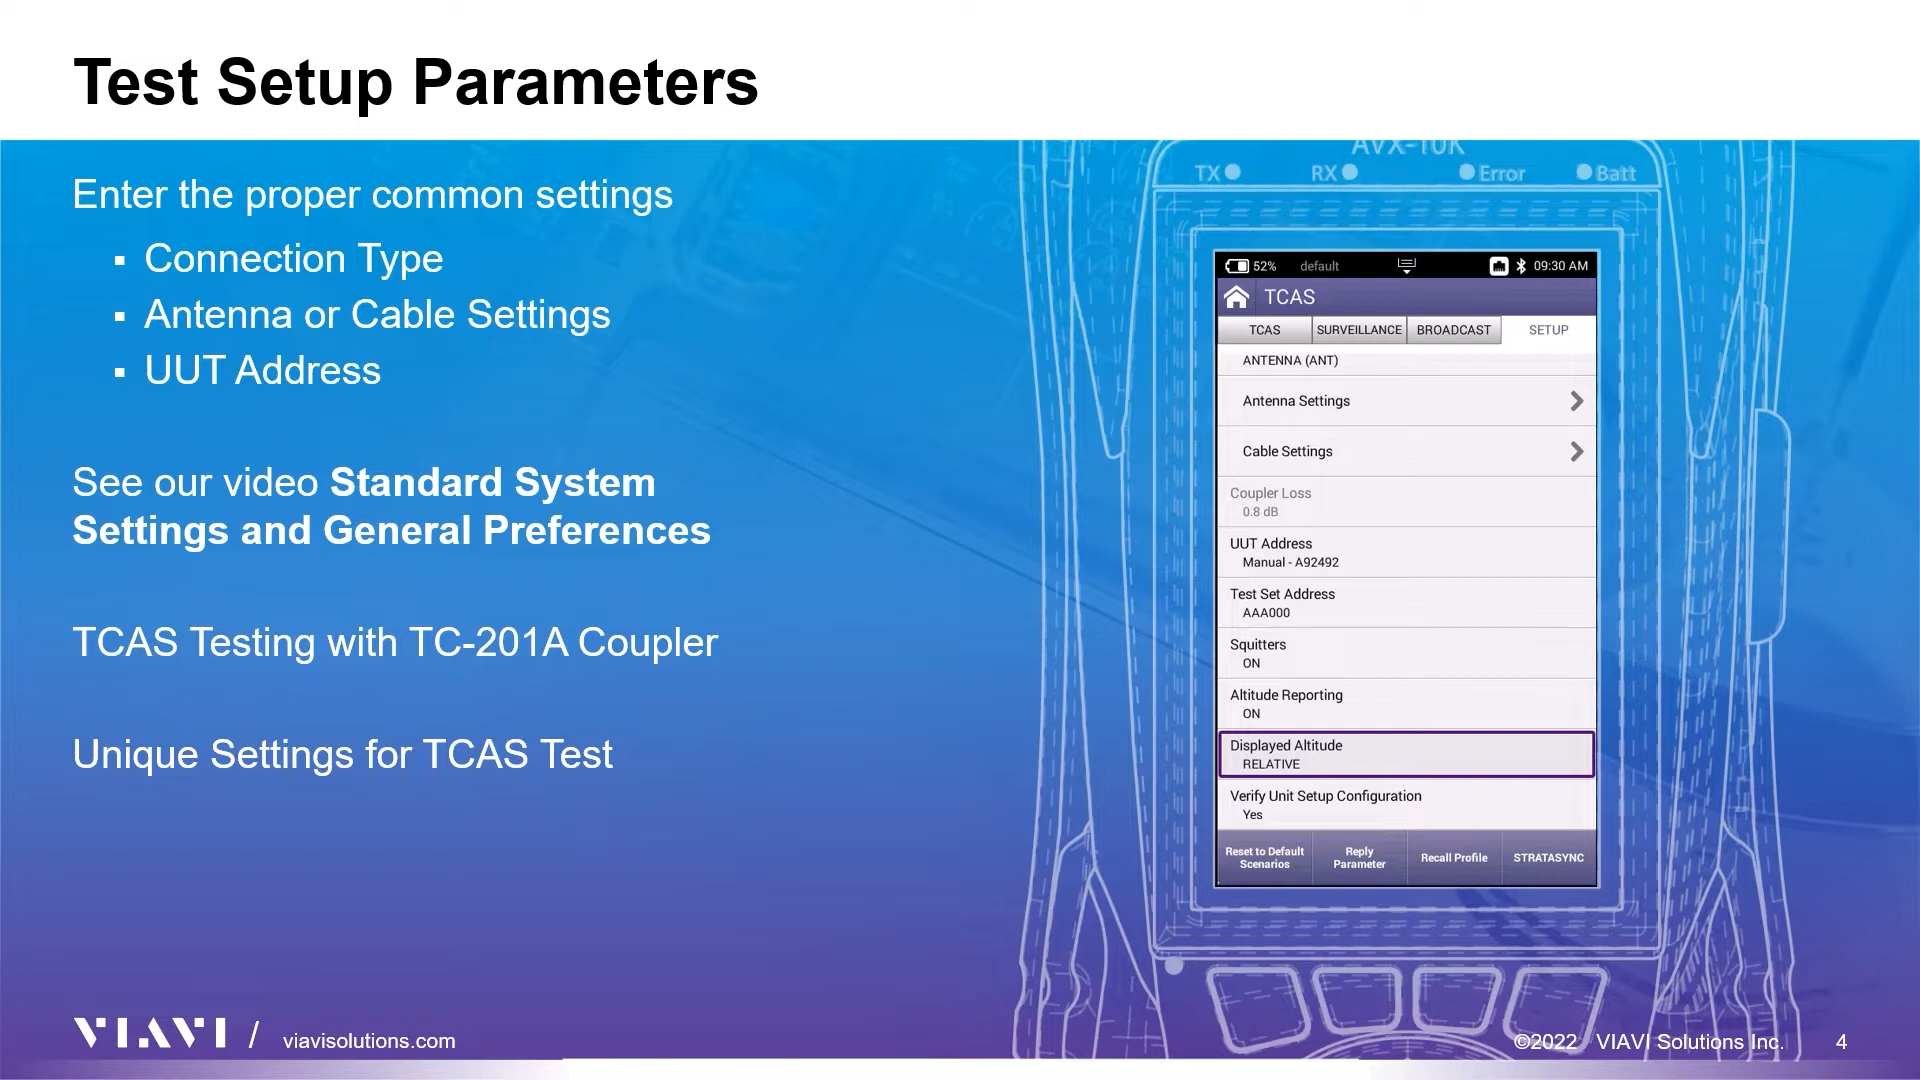 Test Setup Parameters
Enter the proper common settings
▪ Connection Type
▪ Antenna or Cable Settings
▪ UUT Address
See our video Standard System
Settings and General Preferences
TCAS Testing with TC-201A Coupler
Unique Settings for TCAS Test
AVX-10K
TX RX Error Batt
52% default 09:30 AM
TCAS
TCAS SURVEILLANCE BROADCAST SETUP
ANTENNA (ANT)
Antenna Settings
Cable Settings
Coupler Loss
0.8 dB
UUT Address
Manual - A92492
Test Set Address
AAA000
Squitters
ON
Altitude Reporting
ON
Displayed Altitude
RELATIVE
Verify Unit Setup Configuration
Yes
Reset to Default
Scenarios
Reply
Parameter
Recall Profile
STRATASYNC
VIAVI / viavisolutions.com
©2022 VIAVI Solutions Inc. 4